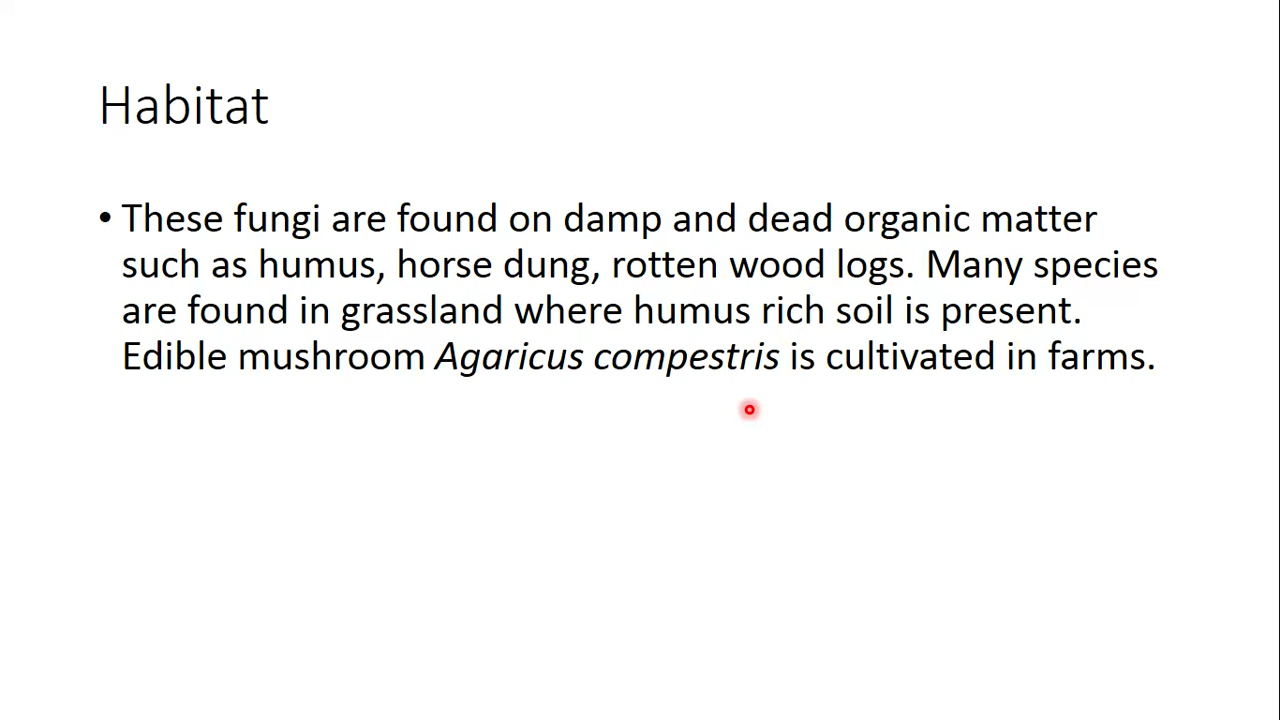 Habitat
• These fungi are found on damp and dead organic matter
such as humus, horse dung, rotten wood logs. Many species
are found in grassland where humus rich soil is present.
Edible mushroom Agaricus compestris is cultivated in farms.